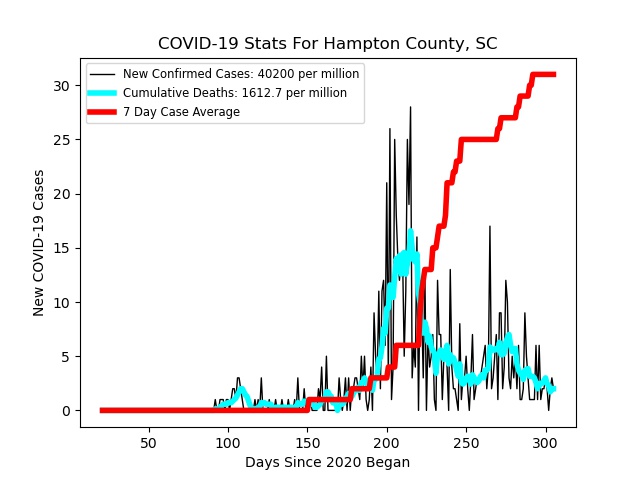 COVID-19 Stats For Hampton County, SC
New Confirmed Cases: 40200 per million
Cumulative Deaths: 1612.7 per million
7 Day Case Average
New COVID-19 Cases
30
25
20
15
10
5
0
50 100 150 200 250 300
Days Since 2020 Began